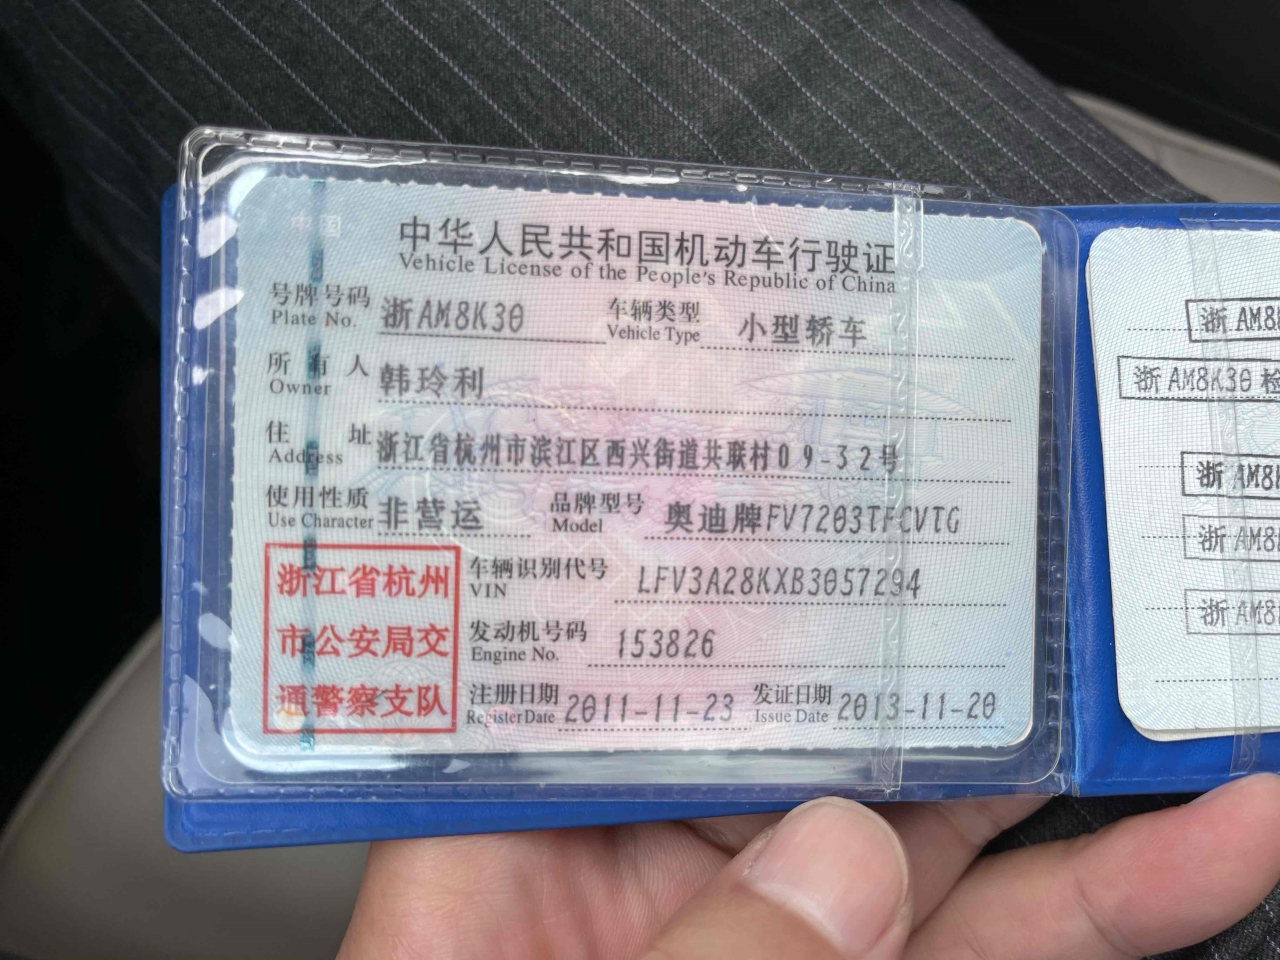 中华人民共和国机动车行驶证
Vehicle License of the People's Republic of China
号牌号码 浙AM8K30 车辆类型 小型轿车
Plate No. Vehicle Type
所有人 韩玲利
Owner
住址 浙江省杭州市滨江区西兴街道共联村09-32号
Address
使用性质 非营运 品牌型号 奥迪牌FV7203TFCVTG
Use Character Model
浙江省杭州
市公安局交
通警察支队
车辆识别代号 LFV3A28KXB3057294
VIN
发动机号码 153826
Engine No.
注册日期 2011-11-23 发证日期 2013-11-20
Register Date Issue Date
浙AM8
浙AM8K30检
浙AM8
浙AM8
浙AM8